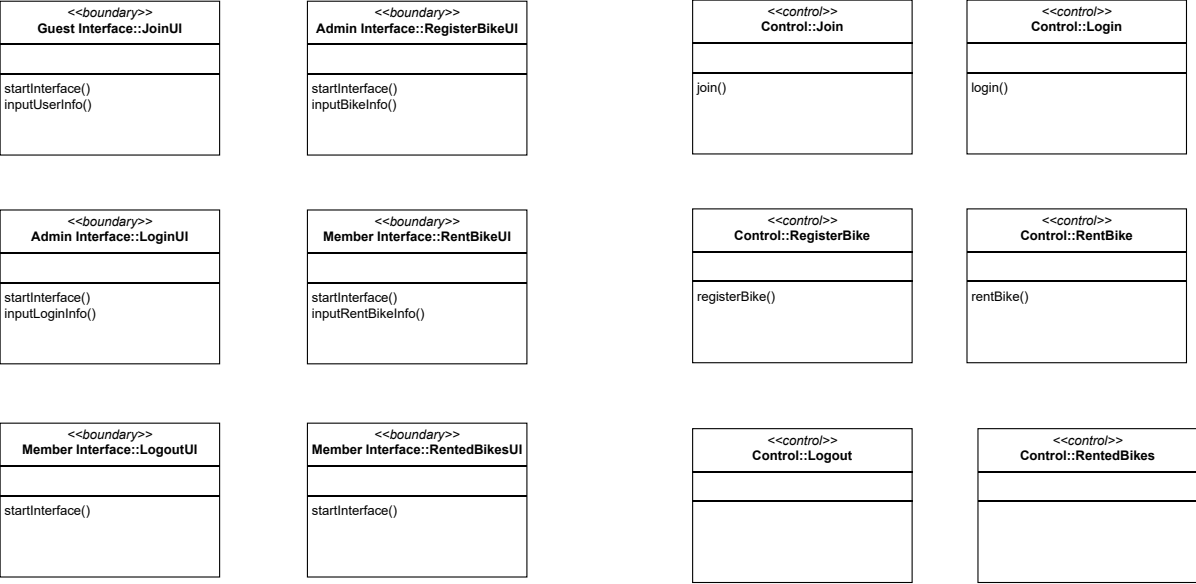 <<boundary>>
Guest Interface::JoinUI
startInterface()
inputUserInfo()
<<boundary>>
Admin Interface::RegisterBikeUI
startInterface()
inputBikeInfo()
<<control>>
Control::Join
join()
<<control>>
Control::Login
login()
<<boundary>>
Admin Interface::LoginUI
startInterface()
inputLoginInfo()
<<boundary>>
Member Interface::RentBikeUI
startInterface()
inputRentBikeInfo()
<<control>>
Control::RegisterBike
registerBike()
<<control>>
Control::RentBike
rentBike()
<<boundary>>
Member Interface::LogoutUI
startInterface()
<<boundary>>
Member Interface::RentedBikesUI
startInterface()
<<control>>
Control::Logout
<<control>>
Control::RentedBikes